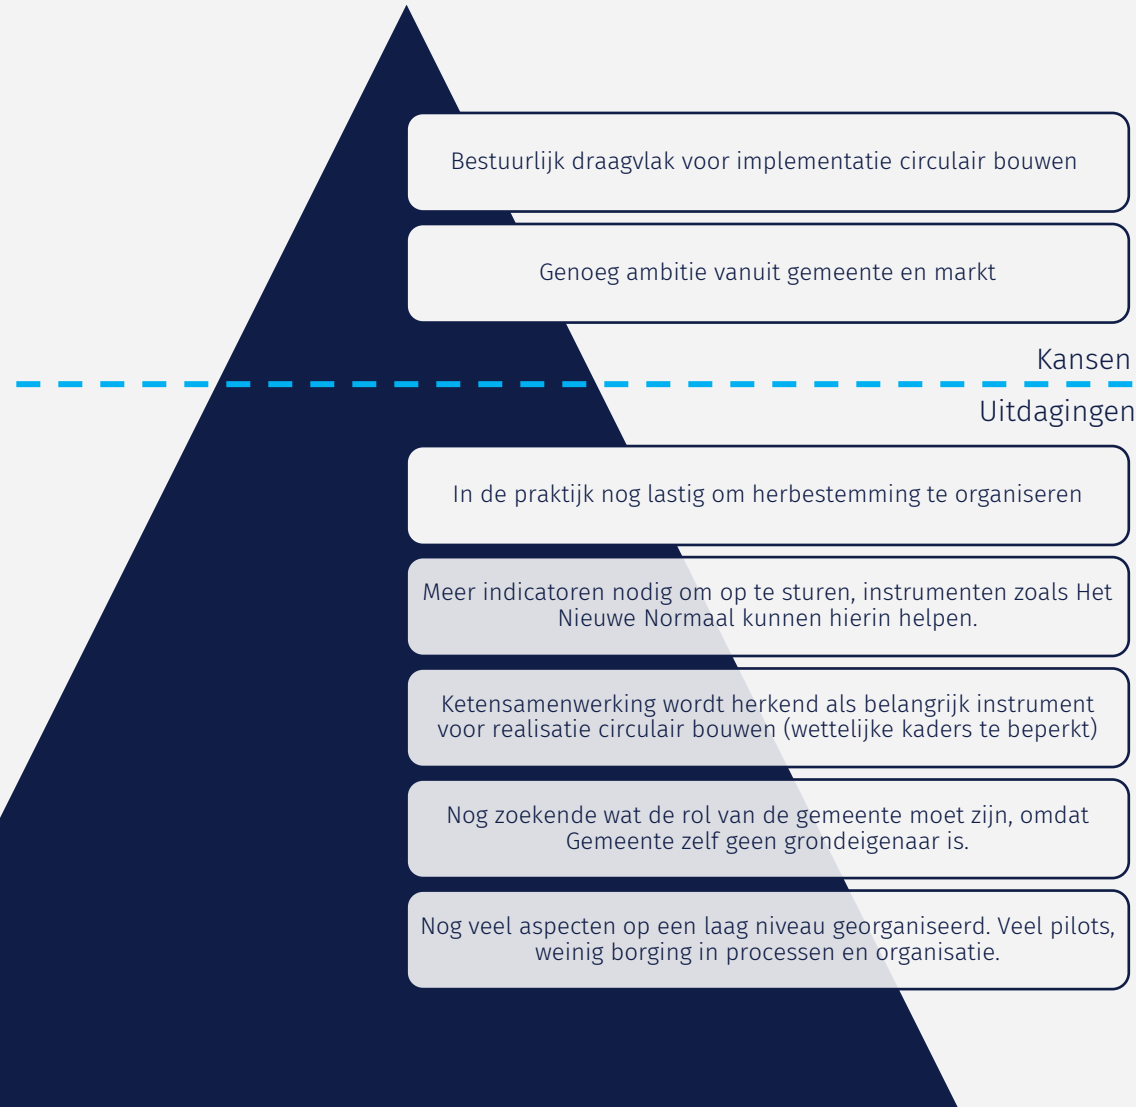 Bestuurlijk draagvlak voor implementatie circulair bouwen
Genoeg ambitie vanuit gemeente en markt
Kansen
Uitdagingen
In de praktijk nog lastig om herbestemming te organiseren
Meer indicatoren nodig om op te sturen, instrumenten zoals Het
Nieuwe Normaal kunnen hierin helpen.
Ketensamenwerking wordt herkend als belangrijk instrument
voor realisatie circulair bouwen (wettelijke kaders te beperkt)
Nog zoekende wat de rol van de gemeente moet zijn, omdat
Gemeente zelf geen grondeigenaar is.
Nog veel aspecten op een laag niveau georganiseerd. Veel pilots,
weinig borging in processen en organisatie.